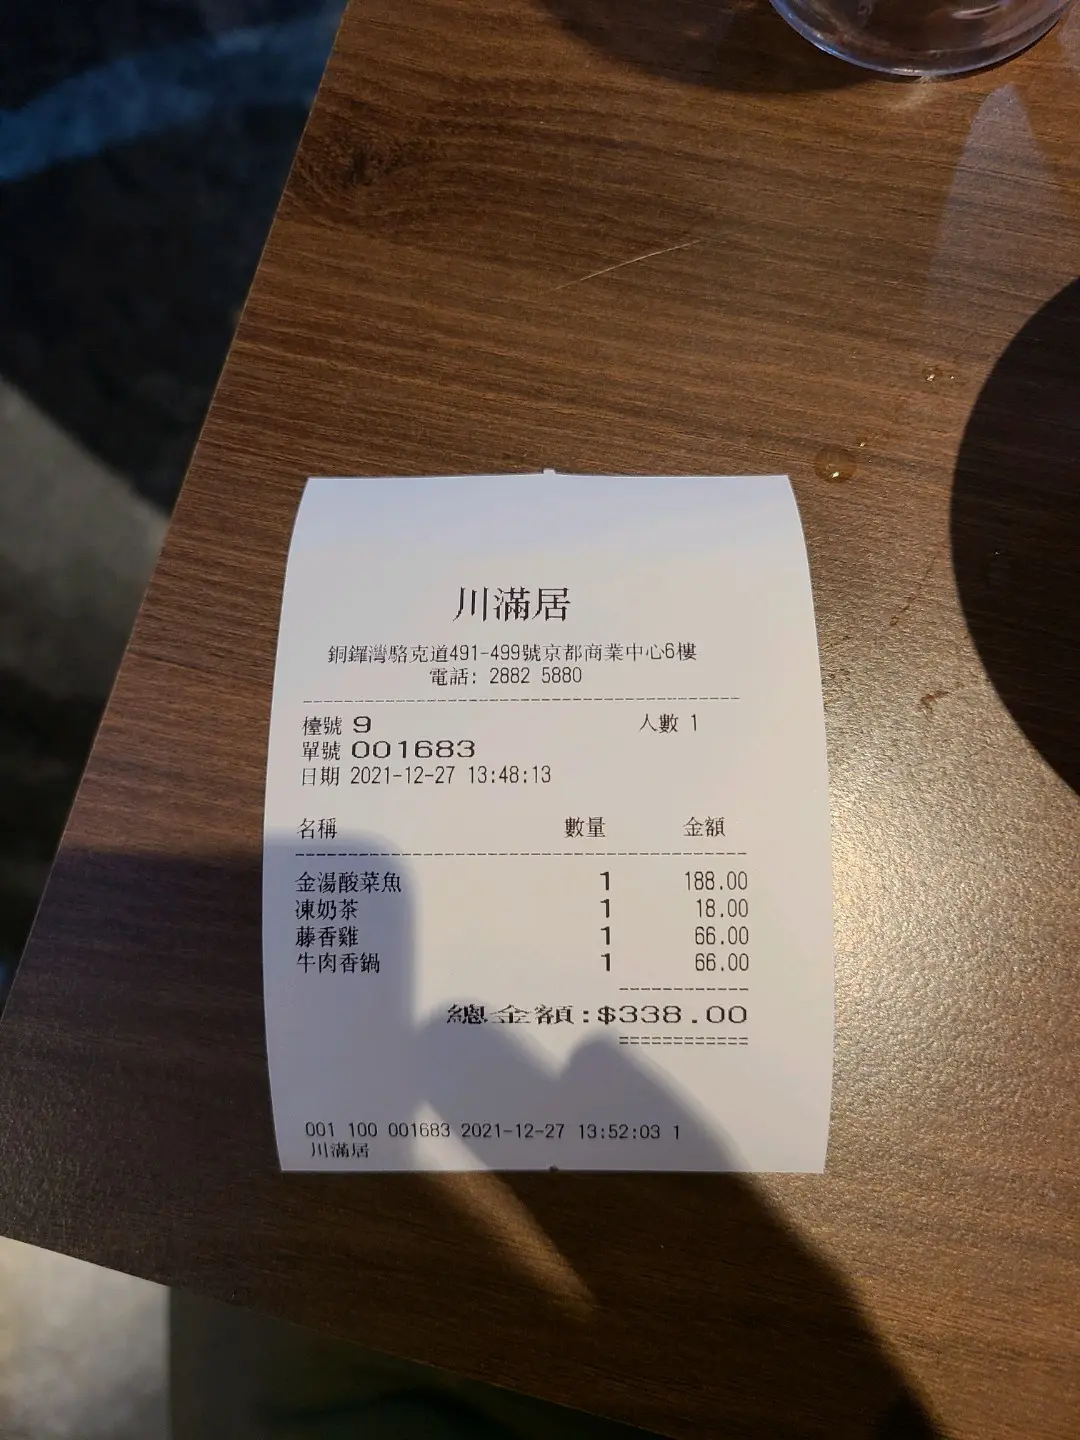 川滿居
銅鑼灣駱克道491-499號京都商業中心6樓
電話: 2882 5880
檯號 9 人數 1
單號 001683
日期 2021-12-27 13:48:13
名稱 數量 金額
金湯酸菜魚 1 188.00
凍奶茶 1 18.00
藤香雞 1 66.00
牛肉香鍋 1 66.00
總金額:$338.00
001 100 001683 2021-12-27 13:52:03 1
川滿居